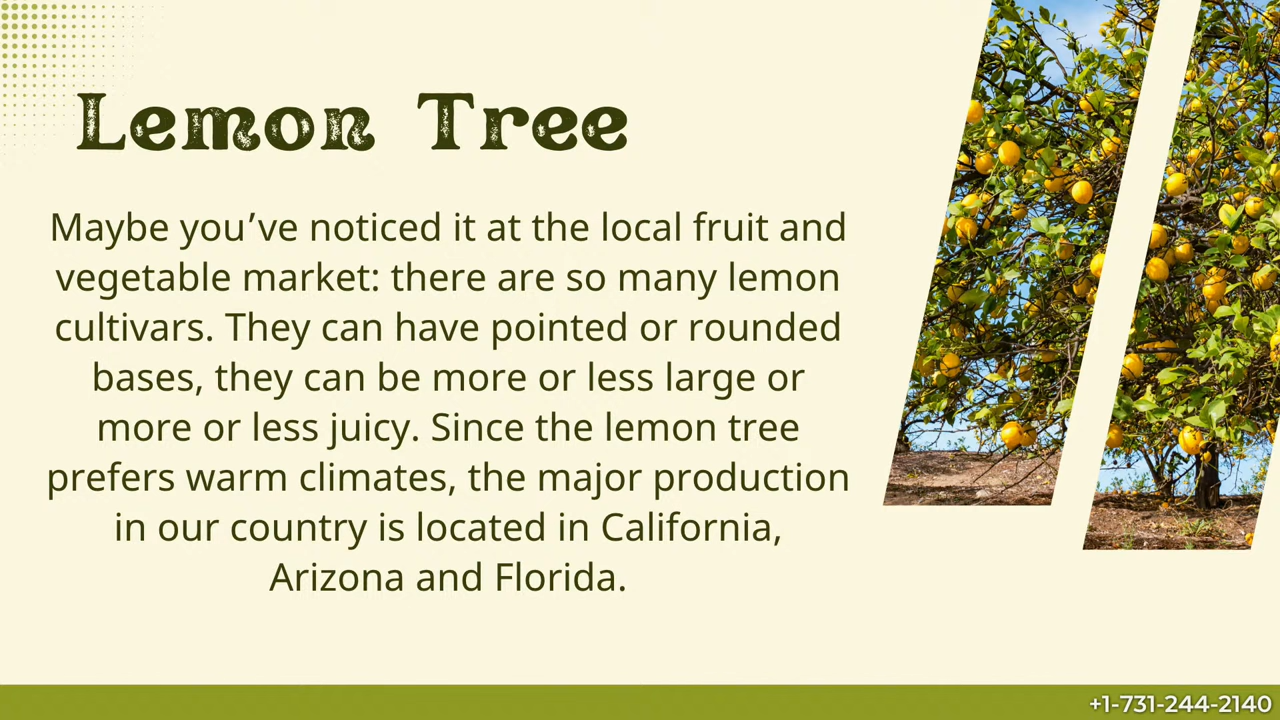 Lemon Tree
Maybe you’ve noticed it at the local fruit and
vegetable market: there are so many lemon
cultivars. They can have pointed or rounded
bases, they can be more or less large or
more or less juicy. Since the lemon tree
prefers warm climates, the major production
in our country is located in California,
Arizona and Florida.
+1-731-244-2140